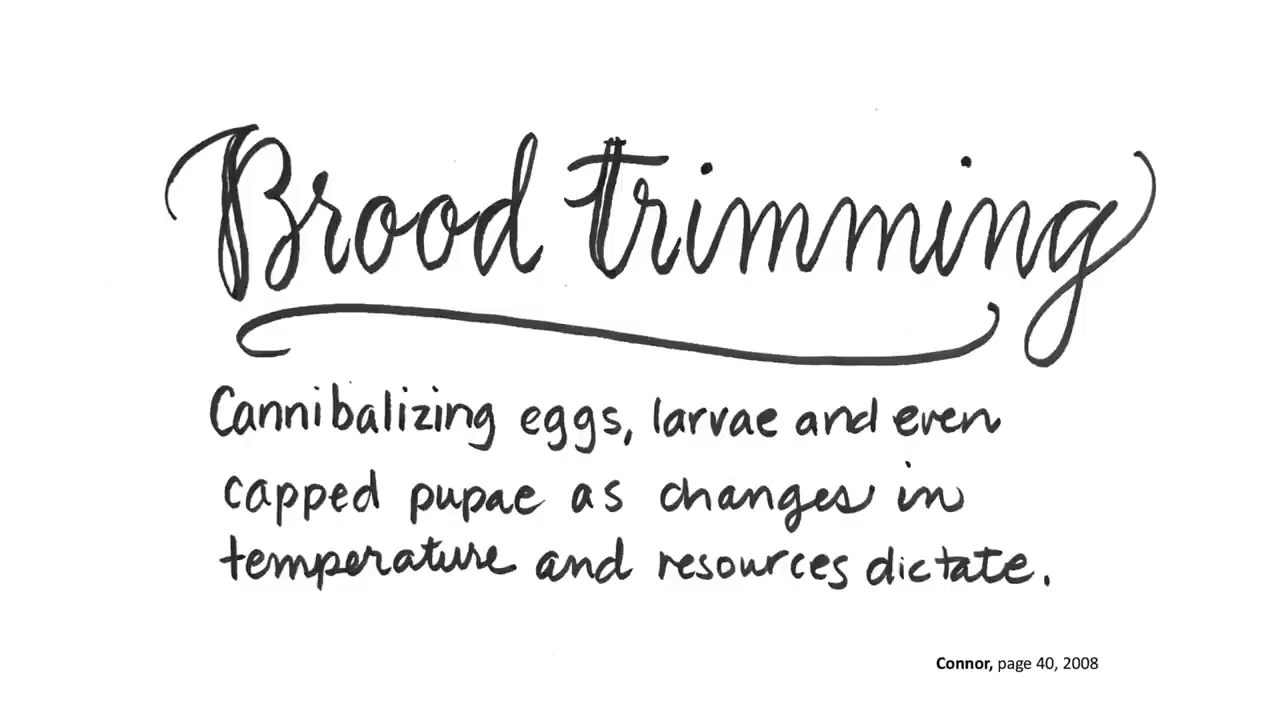 Brood trimming
Cannibalizing eggs, larvae and even
capped pupae as changes in
temperature and resources dictate.
Connor, page 40, 2008